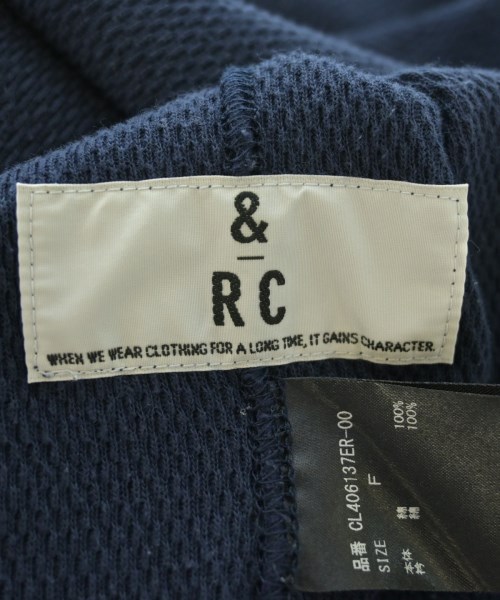 &
RC
WHEN WE WEAR CLOTHING FOR A LONG TIME, IT GAINS CHARACTER.
品番 CL406137ER-00
SIZE F
本体 綿 100%
衿 綿 100%